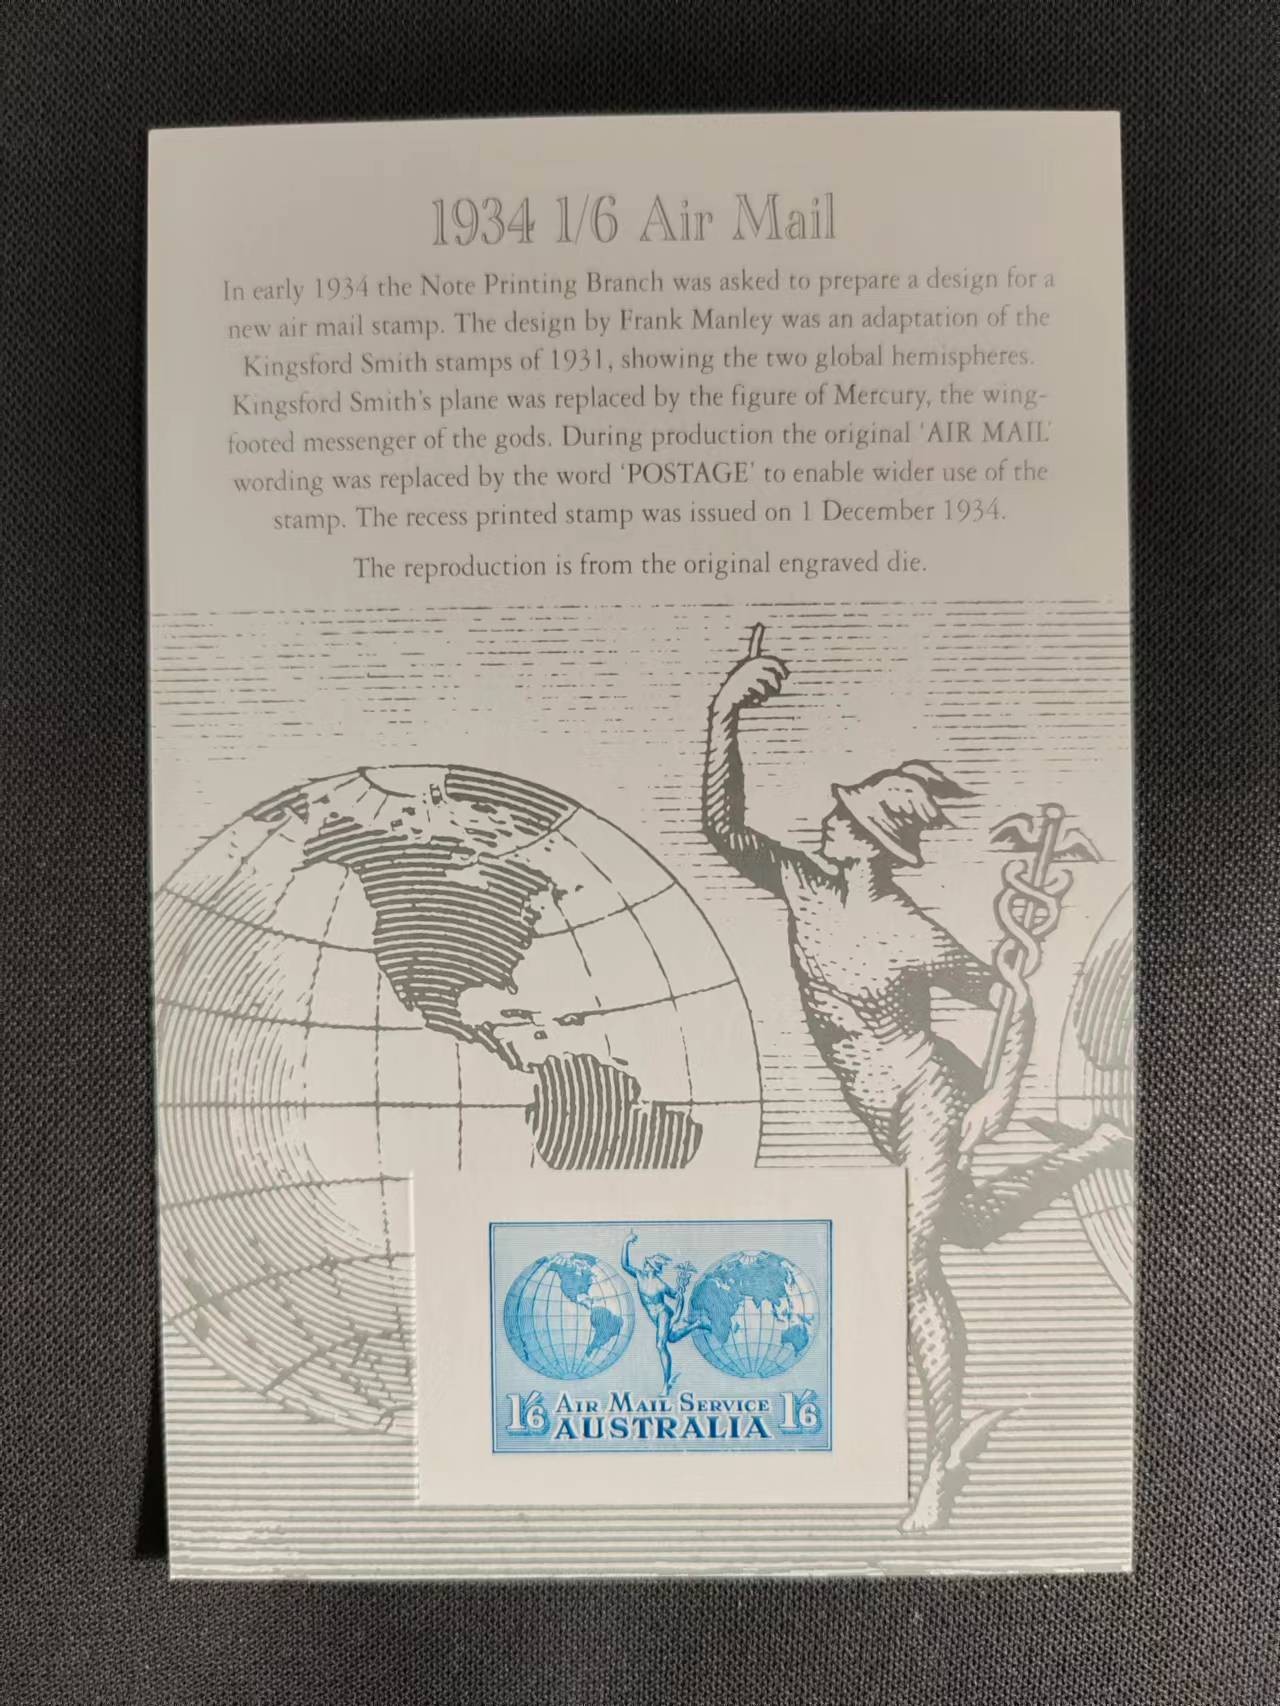 1934 1/6 Air Mail
In early 1934 the Note Printing Branch was asked to prepare a design for a
new air mail stamp. The design by Frank Manley was an adaptation of the
Kingsford Smith stamps of 1931, showing the two global hemispheres.
Kingsford Smith's plane was replaced by the figure of Mercury, the wing-
footed messenger of the gods. During production the original 'AIR MAIL'
wording was replaced by the word 'POSTAGE' to enable wider use of the
stamp. The recess printed stamp was issued on 1 December 1934.
The reproduction is from the original engraved die.
1/6 AIR MAIL SERVICE 1/6
AUSTRALIA